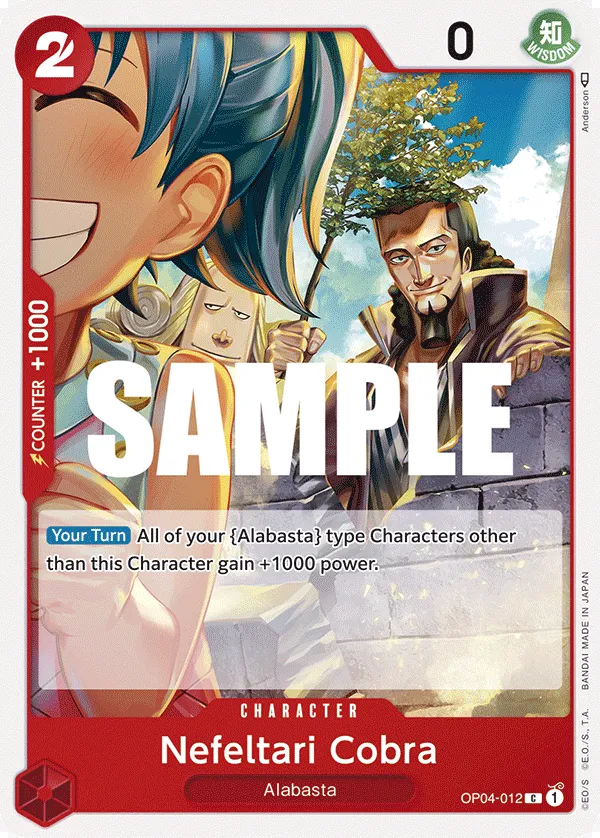 2
0
知
WISDOM
Anderson
COUNTER +1000
SAMPLE
Your Turn All of your {Alabasta} type Characters other
than this Character gain +1000 power.
CHARACTER
Nefeltari Cobra
Alabasta
OP04-012 C 1
©EO/S ©E.O./S., T.A. BANDAI MADE IN JAPAN